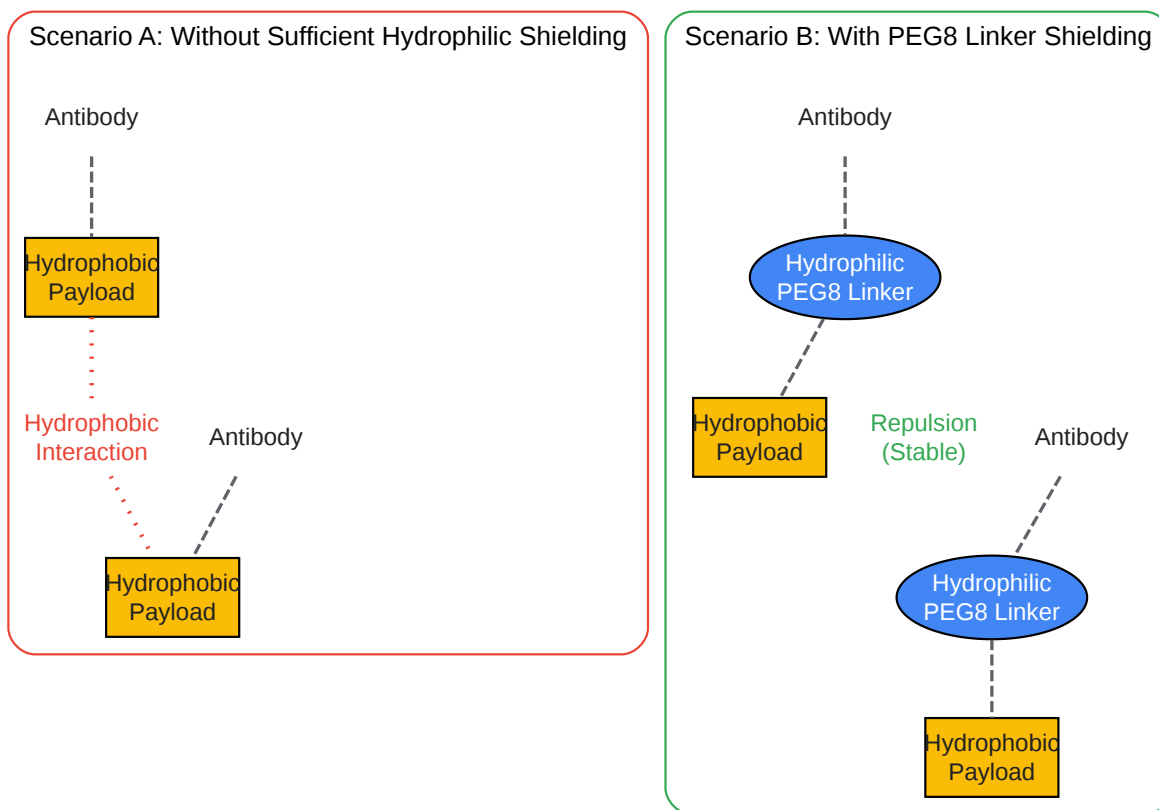 Scenario A: Without Sufficient Hydrophilic Shielding
Antibody
Hydrophobic
Payload
Hydrophobic
Interaction
Antibody
Hydrophobic
Payload
Scenario B: With PEG8 Linker Shielding
Antibody
Hydrophilic
PEG8 Linker
Hydrophobic
Payload
Repulsion
(Stable)
Antibody
Hydrophilic
PEG8 Linker
Hydrophobic
Payload